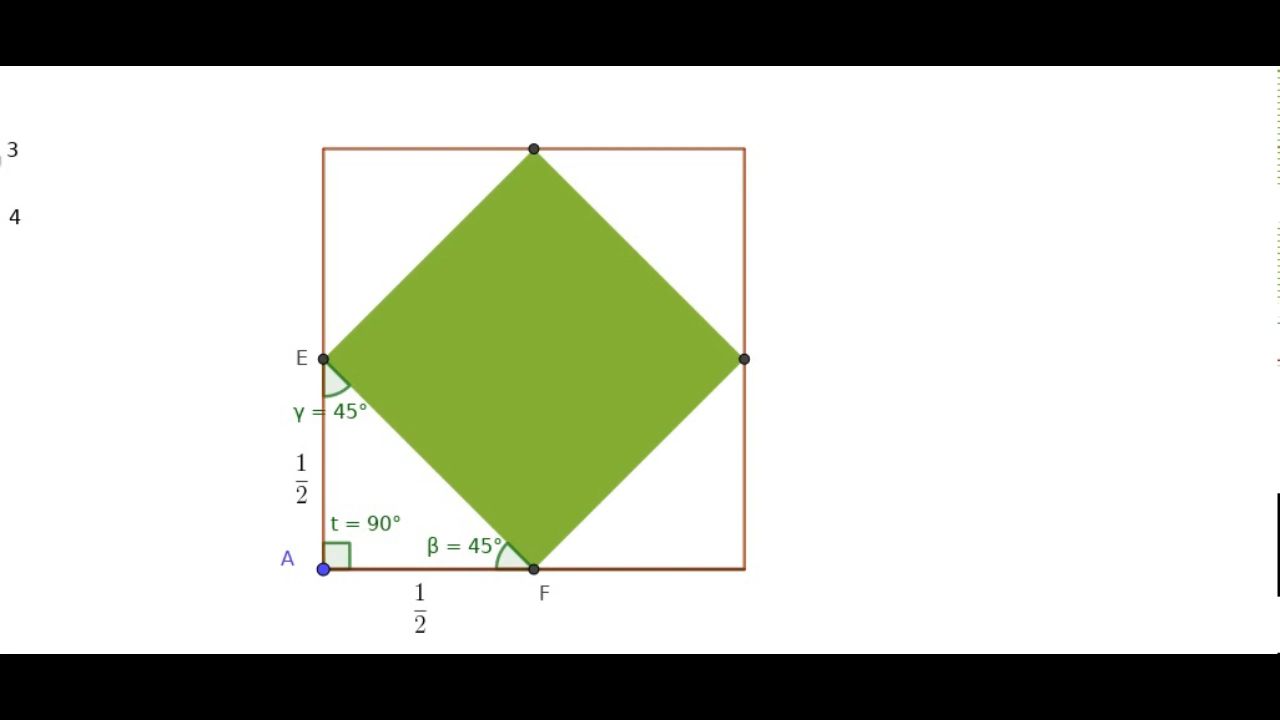 3
4
E
γ = 45°
1/2
t = 90°
A
β = 45°
1/2
F